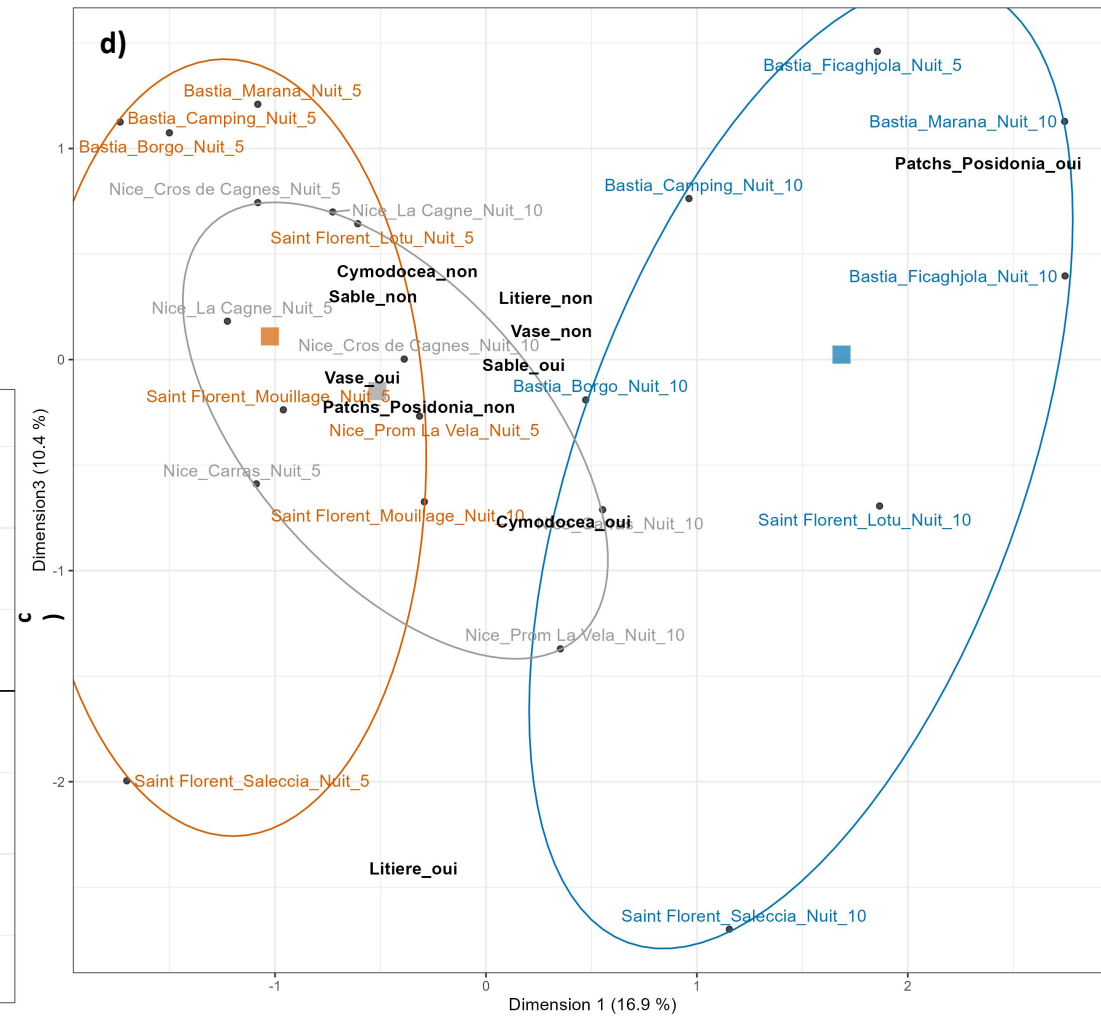 d)
Bastia_Ficaghjola_Nuit_5
Bastia_Marana_Nuit_5
Bastia_Camping_Nuit_5
Bastia_Marana_Nuit_10
Bastia_Borgo_Nuit_5
1
Patchs_Posidonia_oui
Nice_Cros de Cagnes_Nuit_5
Bastia_Camping_Nuit_10
Nice_La Cagne_Nuit_10
Saint Florent_Lotu_Nuit_5
Cymodocea_non
Bastia_Ficaghjola_Nuit_10
Sable_non
Litiere_non
Nice_La Cagne_Nuit_5
Vase_non
Nice_Cros de Cagnes_Nuit_10
0
Sable_oui
Vase_oui
Bastia_Borgo_Nuit_10
Saint Florent_Mouillage_Nuit_5
Patchs_Posidonia_non
Nice_Prom La Vela_Nuit_5
Nice_Carras_Nuit_5
Saint Florent_Mouillage_Nuit_10
Cymodocea_oui
Nice_Carras_Nuit_10
Saint Florent_Lotu_Nuit_10
-1
Nice_Prom La Vela_Nuit_10
-2
Saint Florent_Saleccia_Nuit_5
Litiere_oui
Saint Florent_Saleccia_Nuit_10
Dimension3 (10.4 %)
c
)
-1
0
1
2
Dimension 1 (16.9 %)